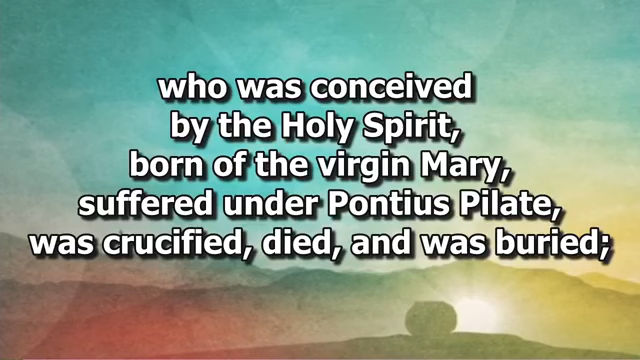 who was conceived
by the Holy Spirit,
born of the virgin Mary,
suffered under Pontius Pilate,
was crucified, died, and was buried;